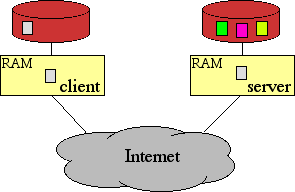 RAM
client
RAM
server
Internet